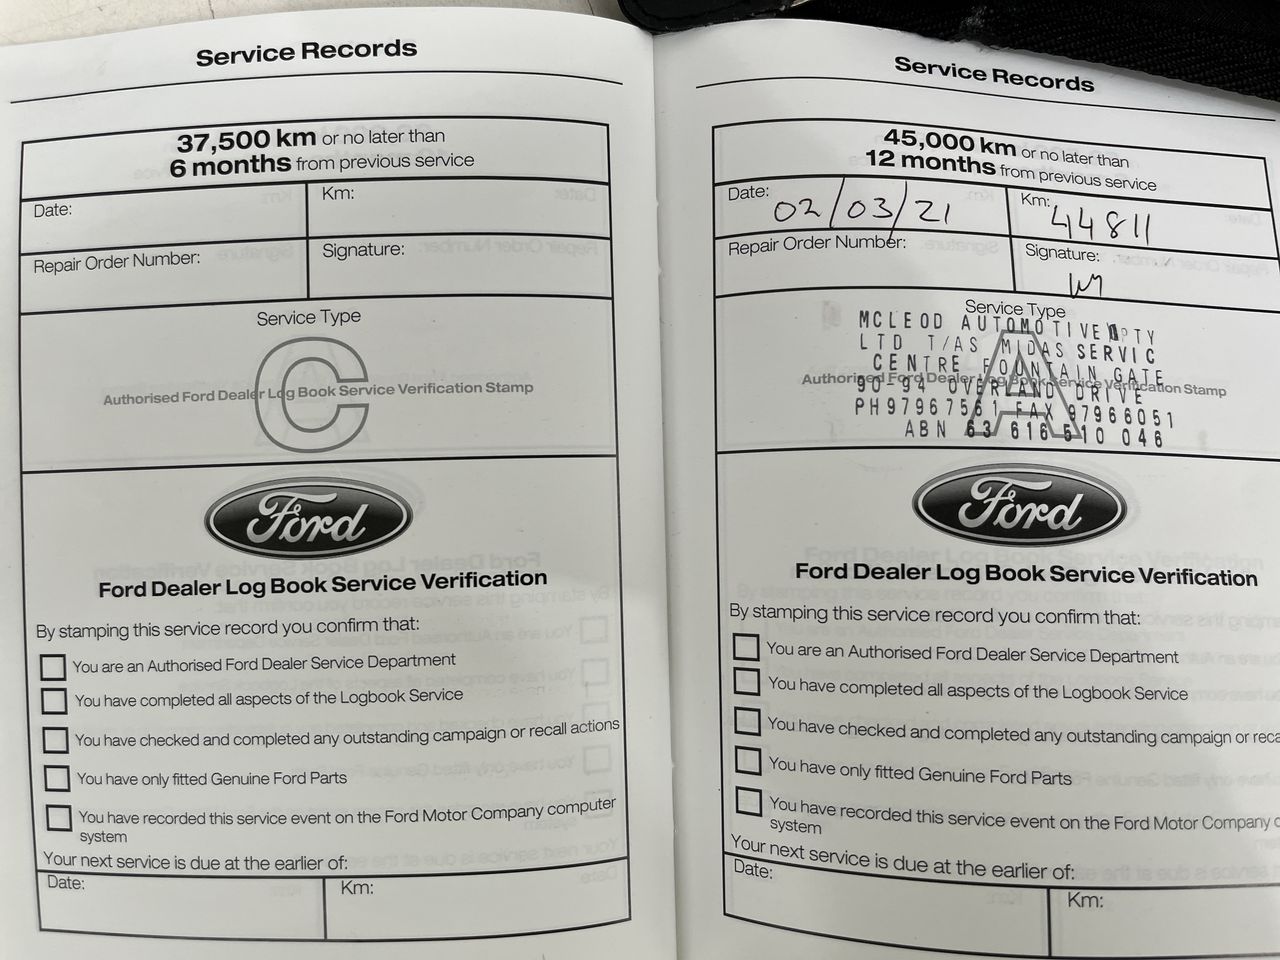 Service Records
37,500 km or no later than
6 months from previous service
Date:
Km:
Repair Order Number:
Signature:
Service Type
C
Authorised Ford Dealer Log Book Service Verification Stamp
Ford
Ford Dealer Log Book Service Verification
By stamping this service record you confirm that:
You are an Authorised Ford Dealer Service Department
You have completed all aspects of the Logbook Service
You have checked and completed any outstanding campaign or recall actions
You have only fitted Genuine Ford Parts
You have recorded this service event on the Ford Motor Company computer
system
Your next service is due at the earlier of:
Date:
Km:
Service Records
45,000 km or no later than
12 months from previous service
Date: 02/03/21
Km: 44811
Repair Order Number:
Signature:
Service Type
A
MCLEOD AUTOMOTIVE PTY
LTD T/AS MIDAS SERVIC
CENTRE FOUNTAIN GATE
Authorised Ford Dealer Log Book Service Verification Stamp
90-94 OVERLAND DRIVE
PH97967561 FAX 97966051
ABN 63 616 510 046
Ford
Ford Dealer Log Book Service Verification
By stamping this service record you confirm that:
You are an Authorised Ford Dealer Service Department
You have completed all aspects of the Logbook Service
You have checked and completed any outstanding campaign or reca
You have only fitted Genuine Ford Parts
You have recorded this service event on the Ford Motor Company c
system
Your next service is due at the earlier of:
Date:
Km: